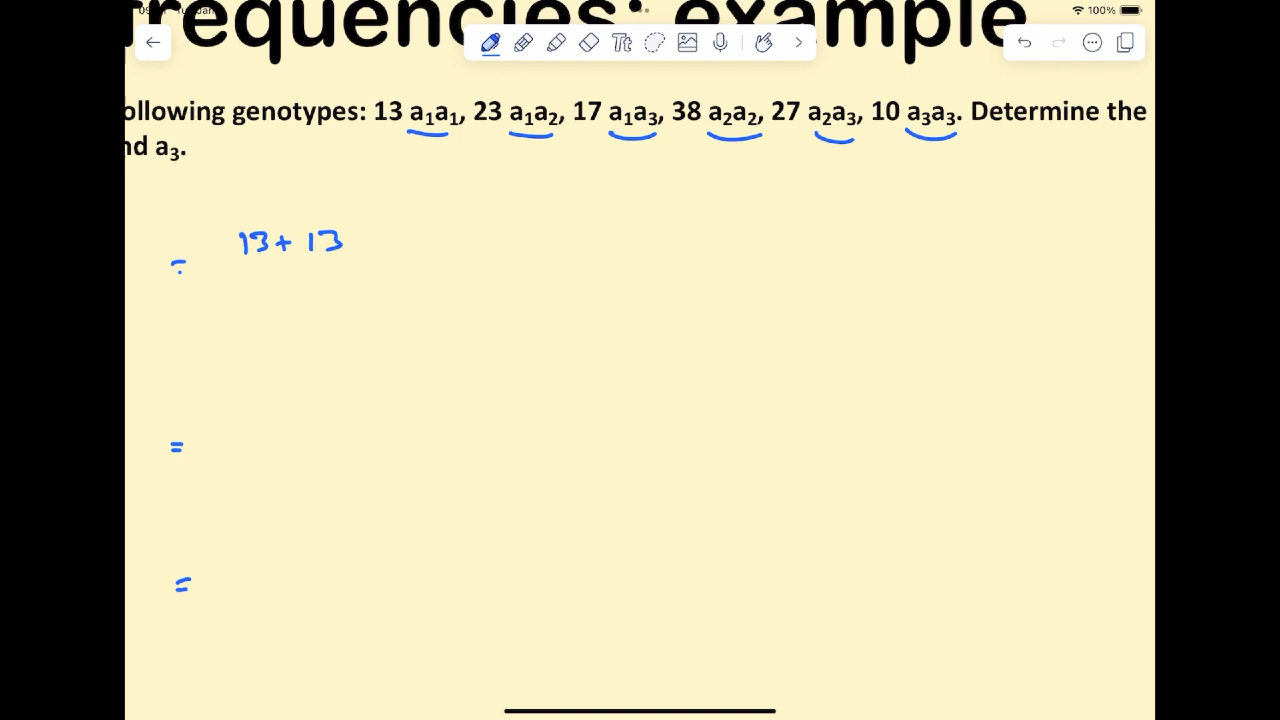 requencies: example
100%
Tt
ollowing genotypes: 13 a₁a₁, 23 a₁a₂, 17 a₁a₃, 38 a₂a₂, 27 a₂a₃, 10 a₃a₃. Determine the
nd a₃.
13 + 13
=
=
=